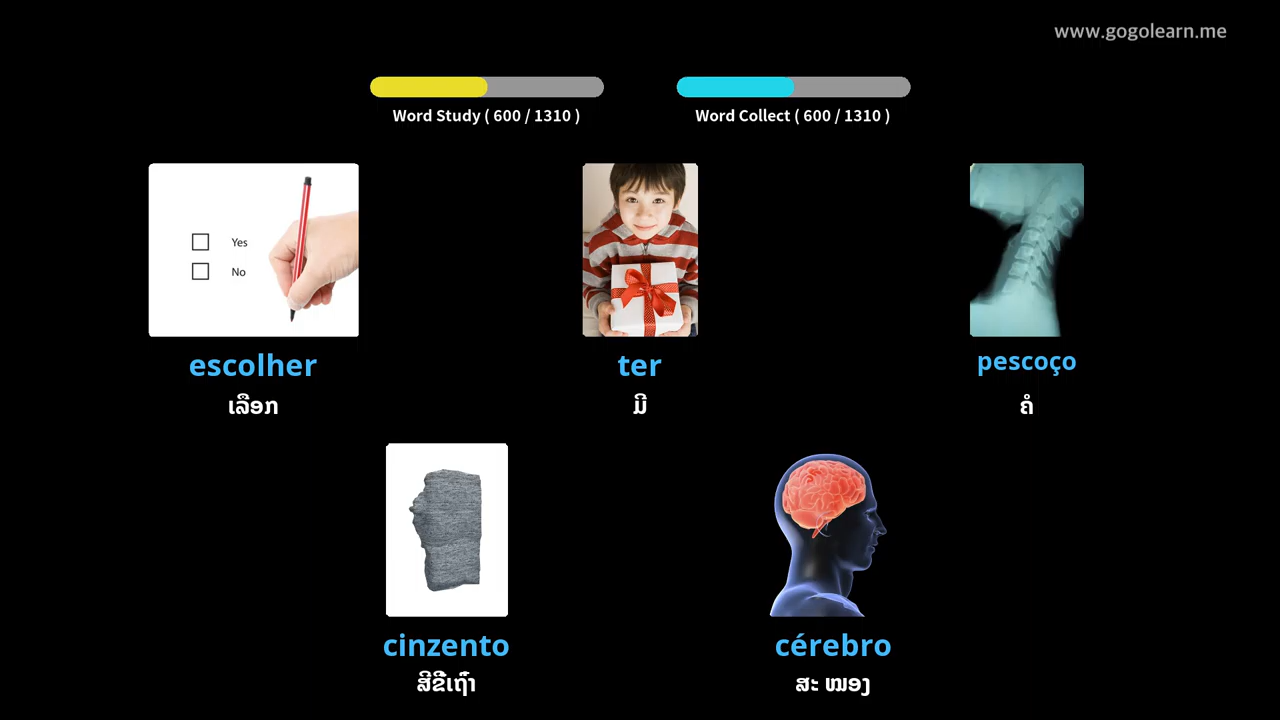 www.gogolearn.me
Word Study ( 600 / 1310 )
Word Collect ( 600 / 1310 )
Yes
No
escolher
ter
pescoço
ເລືອກ
ມີ
ຄໍ
cinzento
cérebro
ສີຂີ້ເຖົ່າ
ສະ ໝອງ